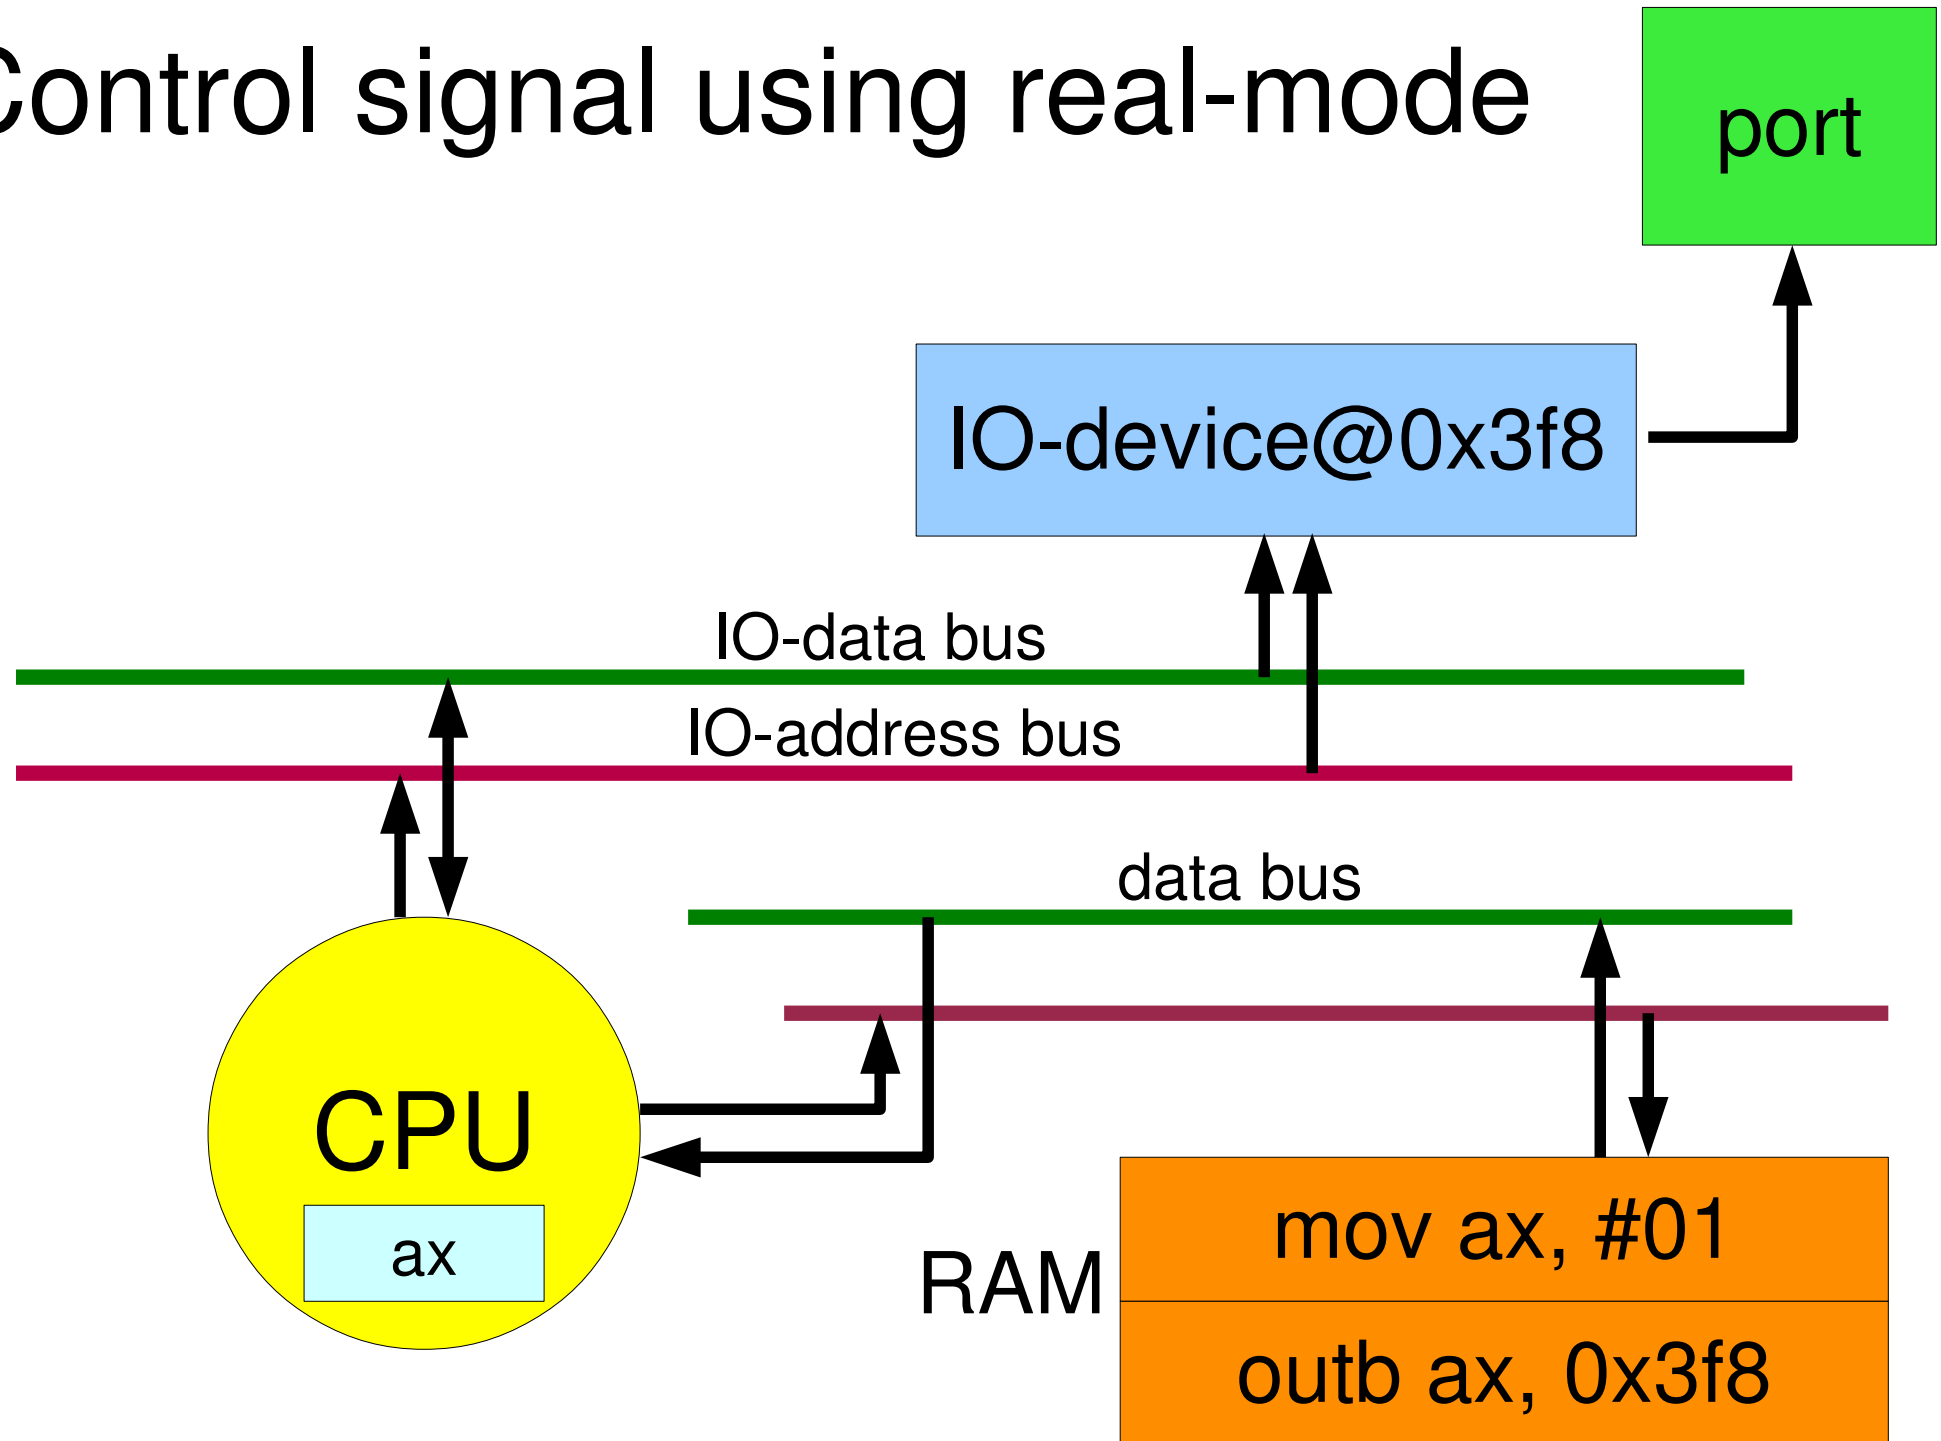 Control signal using real-mode
port
IO-device@0x3f8
IO-data bus
IO-address bus
data bus
CPU
ax
RAM
mov ax, #01
outb ax, 0x3f8